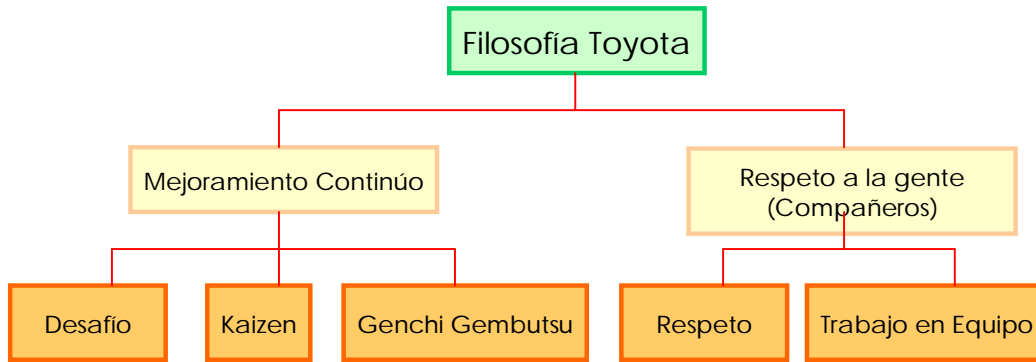 Filosofía Toyota
Mejoramiento Continúo
Respeto a la gente
(Compañeros)
Desafío
Kaizen
Genchi Gembutsu
Respeto
Trabajo en Equipo